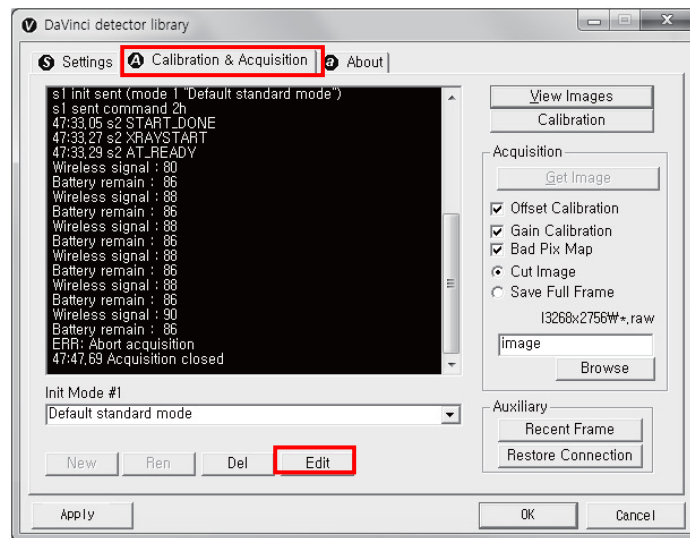 DaVinci detector library
Settings
Calibration & Acquisition
About
s1 init sent (mode 1 "Default standard mode")
s1 sent command 2h
47:33,05 s2 START_DONE
47:33,27 s2 XRAYSTART
47:33,29 s2 AT_READY
Wireless signal : 80
Battery remain : 86
Wireless signal : 88
Battery remain : 86
Wireless signal : 88
Battery remain : 86
Wireless signal : 88
Battery remain : 86
Wireless signal : 88
Battery remain : 86
Wireless signal : 90
Battery remain : 86
ERR: Abort acquisition
47:47,69 Acquisition closed
Init Mode #1
Default standard mode
New
Ren
Del
Edit
View Images
Calibration
Acquisition
Get Image
Offset Calibration
Gain Calibration
Bad Pix Map
Cut Image
Save Full Frame
I3268x2756₩*.raw
image
Browse
Auxiliary
Recent Frame
Restore Connection
Apply
OK
Cancel